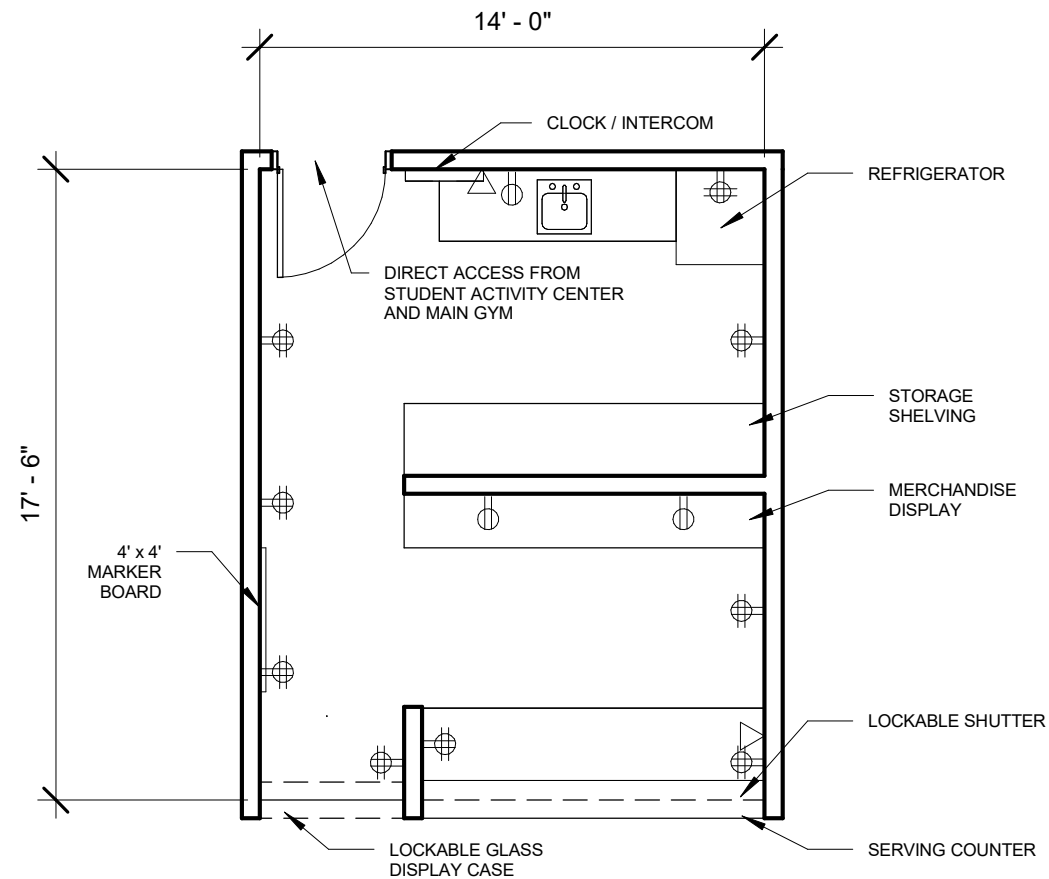 14' - 0"
CLOCK / INTERCOM
REFRIGERATOR
DIRECT ACCESS FROM
STUDENT ACTIVITY CENTER
AND MAIN GYM
STORAGE
SHELVING
17' - 6"
MERCHANDISE
DISPLAY
4' x 4'
MARKER
BOARD
LOCKABLE SHUTTER
LOCKABLE GLASS
DISPLAY CASE
SERVING COUNTER